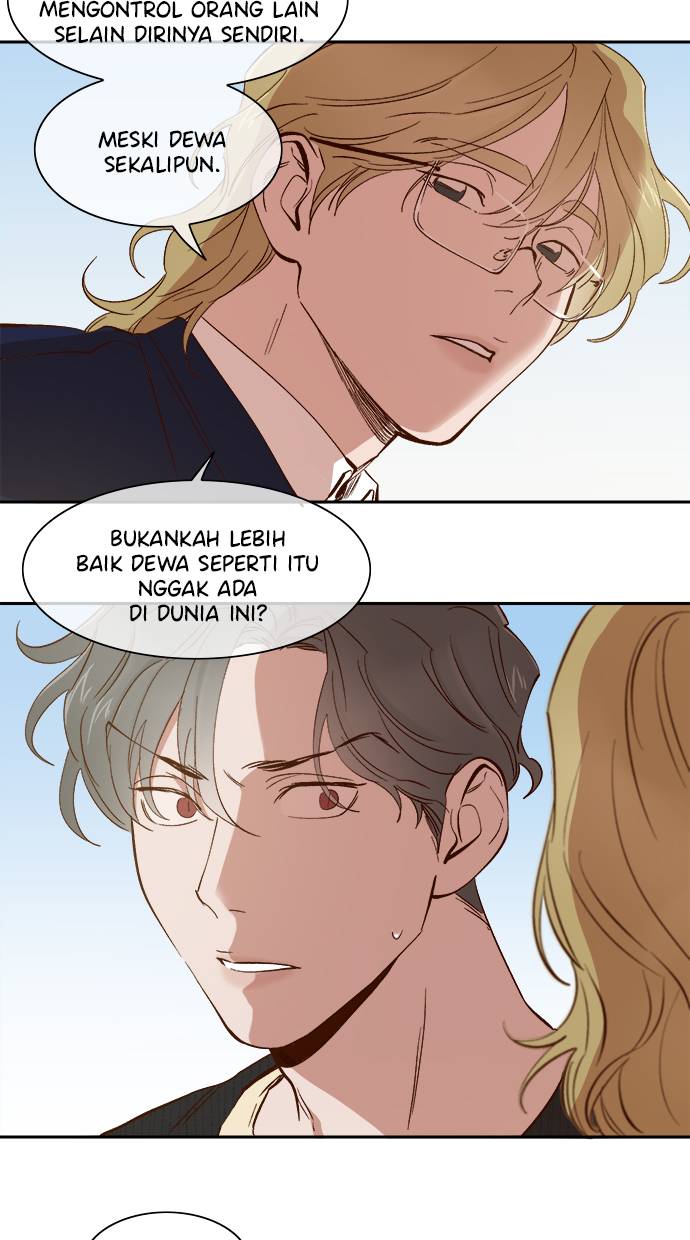 MENGONTROL ORANG LAIN
SELAIN DIRINYA SENDIRI.
MESKI DEWA
SEKALIPUN.
BUKANKAH LEBIH
BAIK DEWA SEPERTI ITU
NGGAK ADA
DI DUNIA INI?